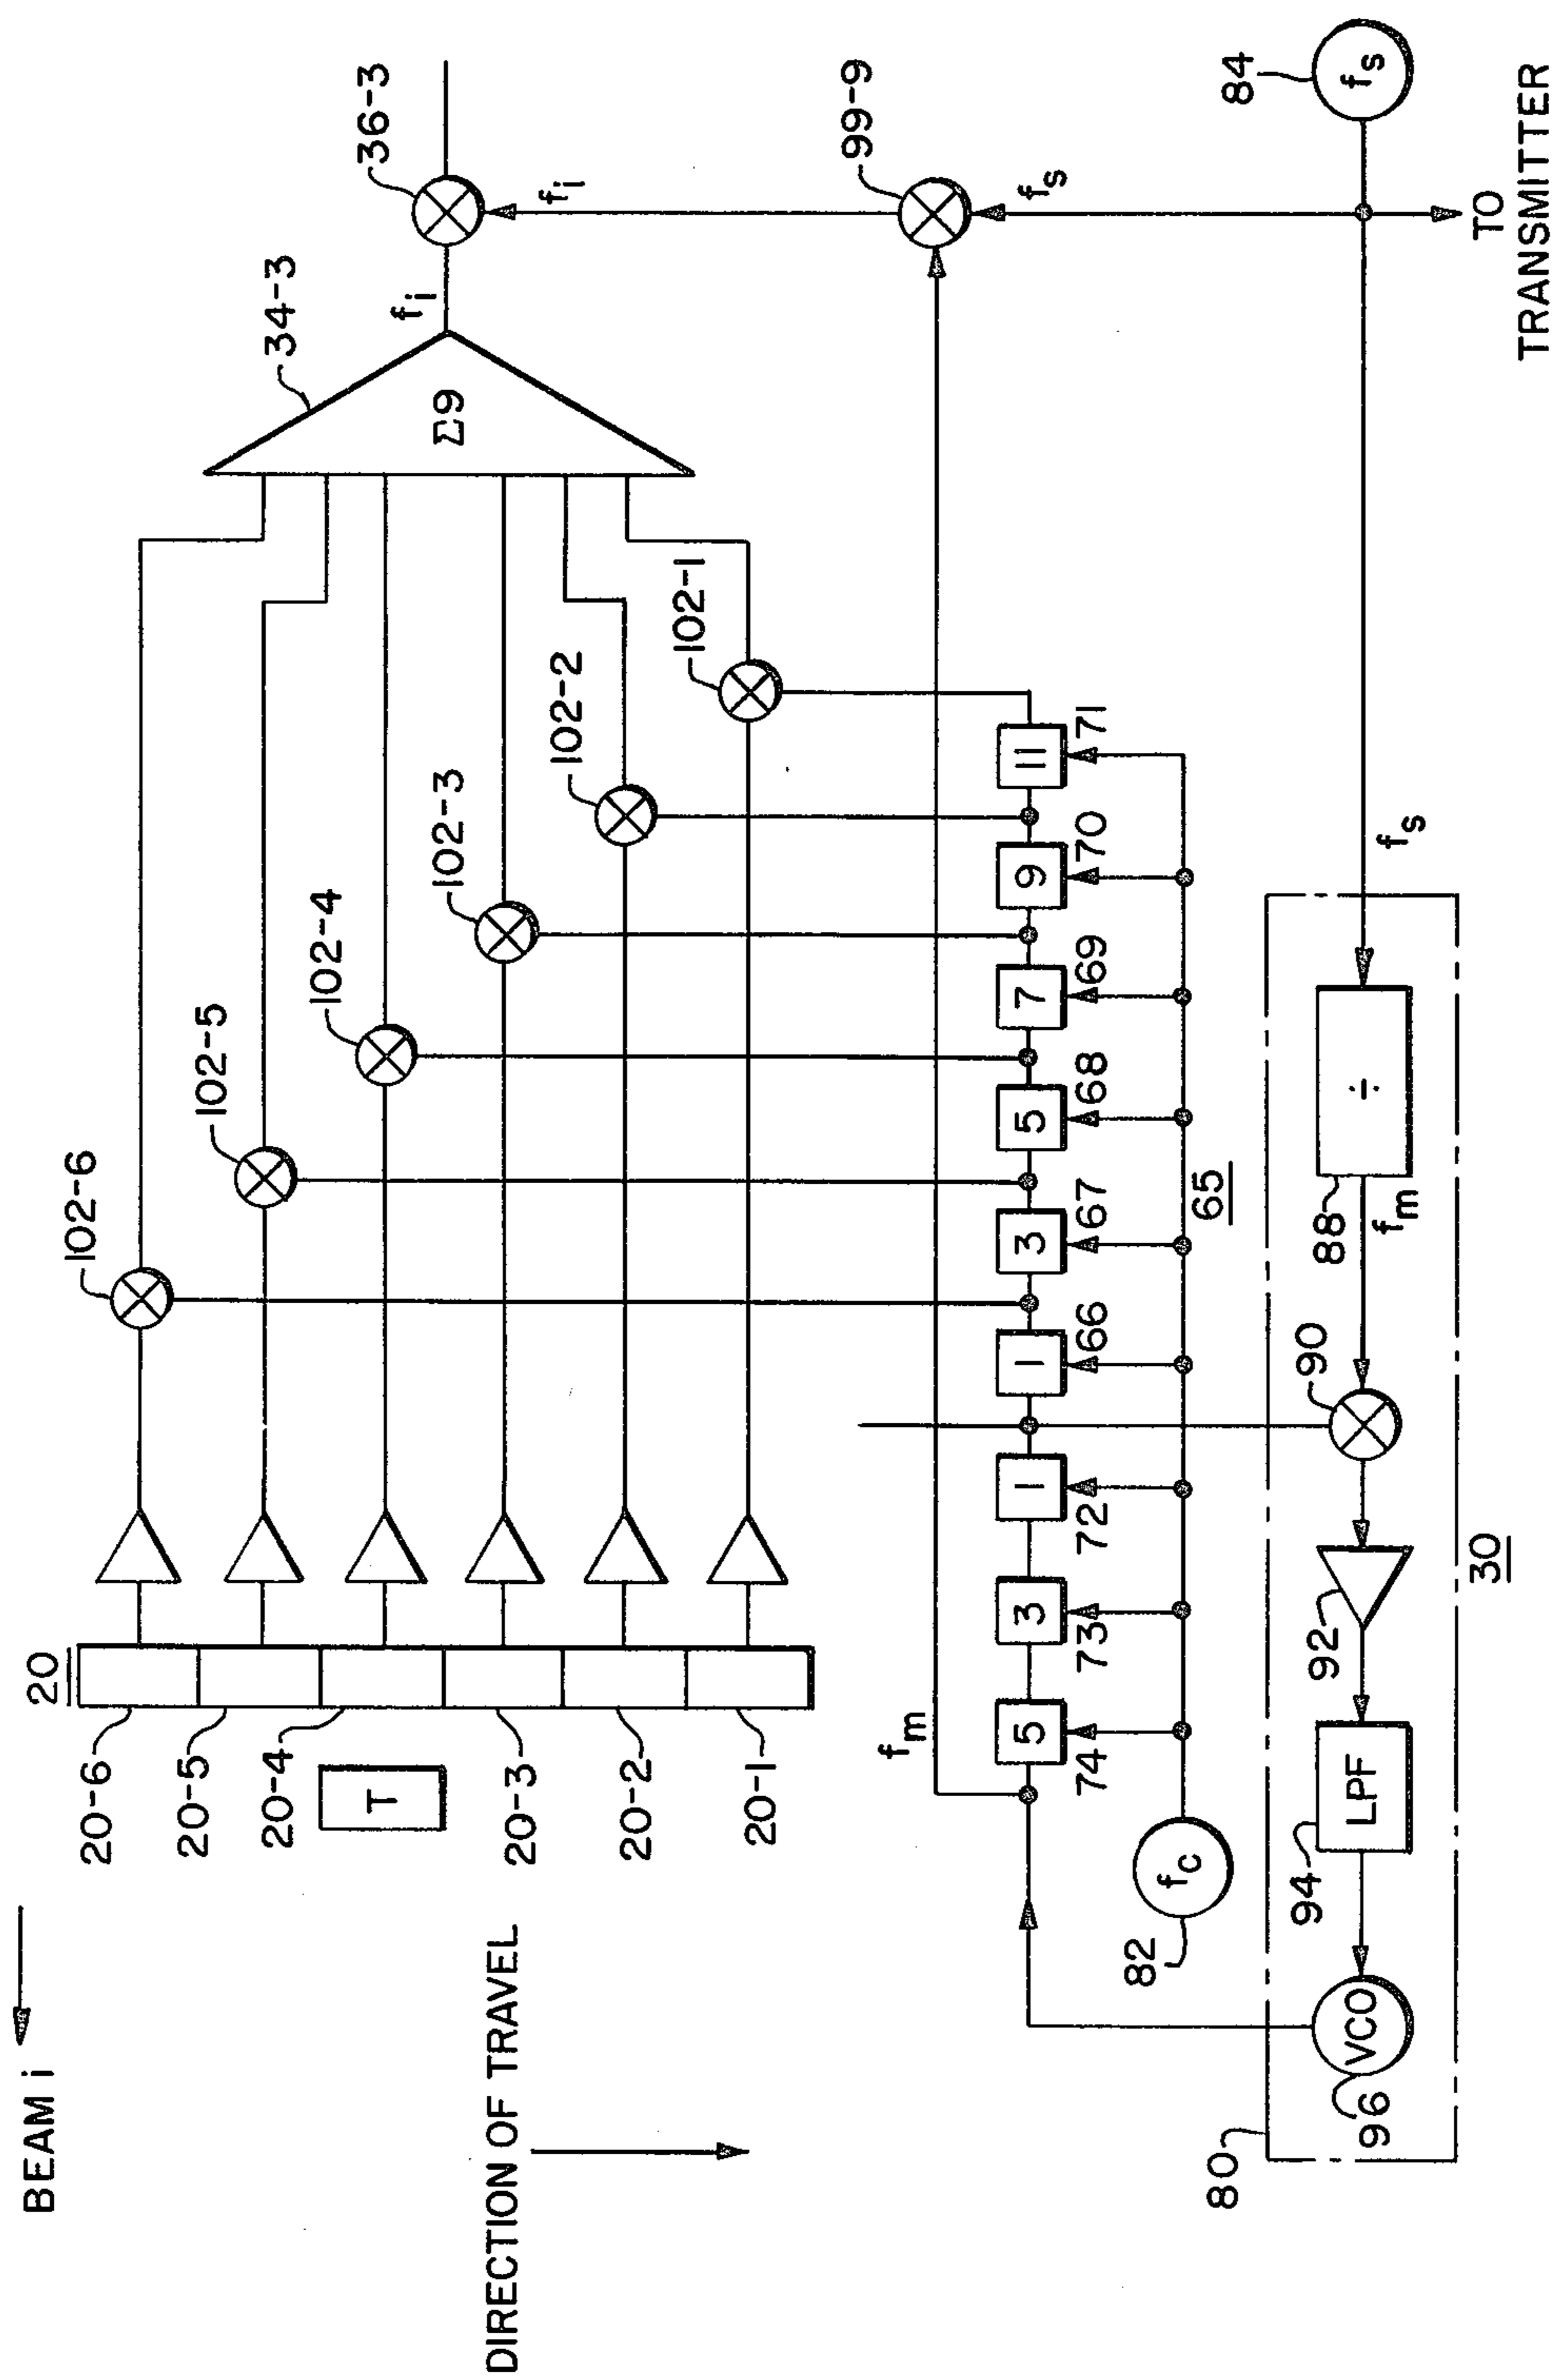 BEAM i
DIRECTION OF TRAVEL
20
20-6
20-5
20-4
T
20-3
20-2
20-1
102-6
102-5
102-4
102-3
102-2
102-1
34-3
Σ9
fi
36-3
fi
99-9
fs
fm
5
3
1
1
3
5
7
9
11
74
73
72
66
67
68
69
70
71
65
fc
82
84
fs
TO
TRANSMITTER
fs
80
VCO
96
LPF
94
92
90
fm
÷
88
30